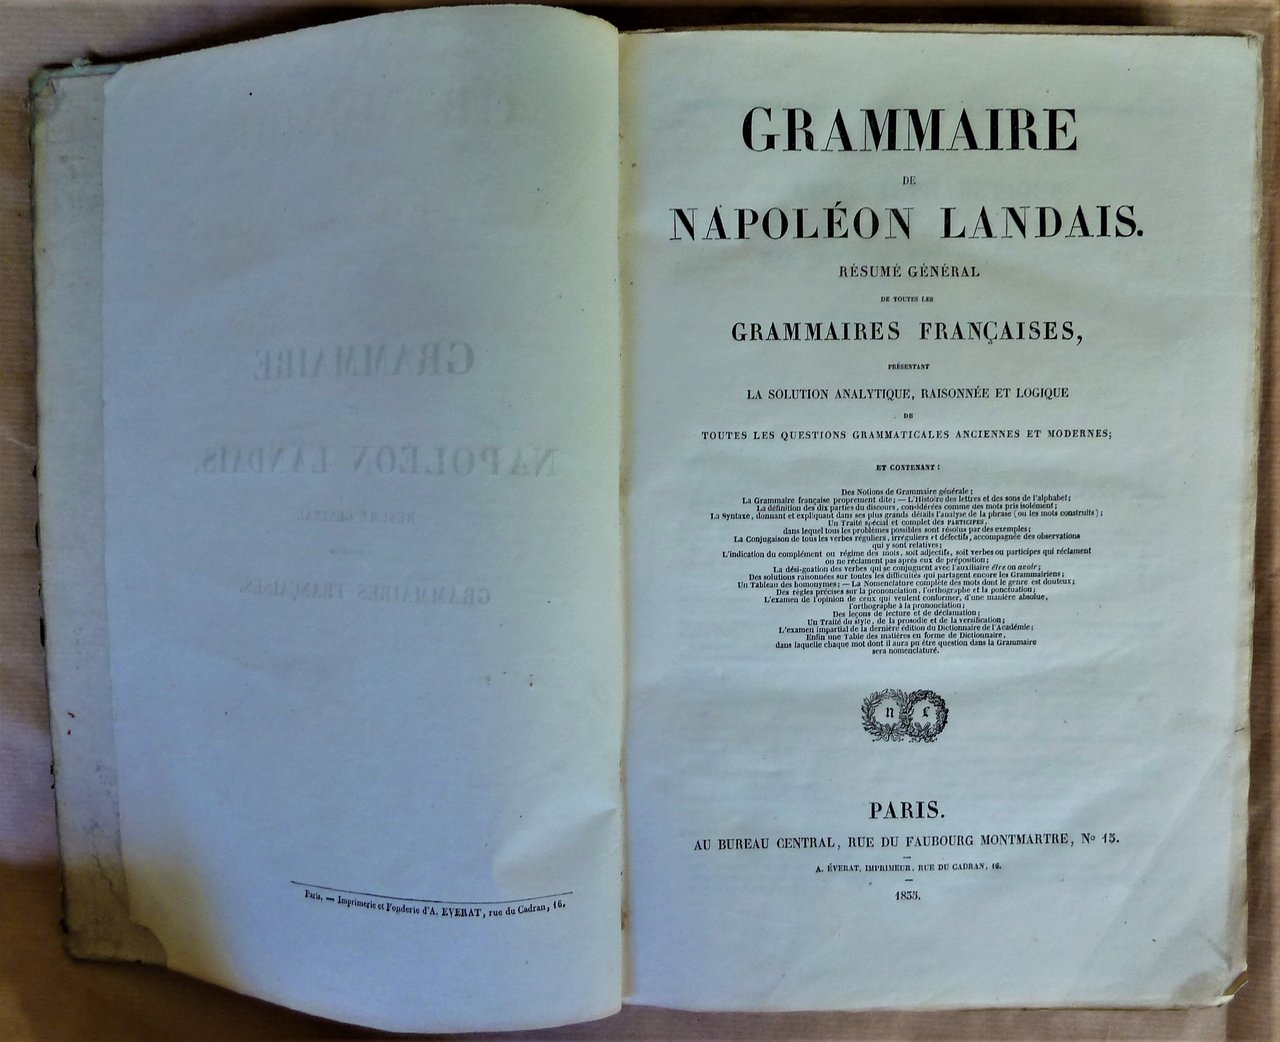 Paris. — Imprimerie et Fonderie d'A. EVERAT, rue du Cadran, 16.
GRAMMAIRE
DE
NAPOLÉON LANDAIS.
RÉSUMÉ GÉNÉRAL
DE TOUTES LES
GRAMMAIRES FRANÇAISES,
PRÉSENTANT
LA SOLUTION ANALYTIQUE, RAISONNÉE ET LOGIQUE
DE
TOUTES LES QUESTIONS GRAMMATICALES ANCIENNES ET MODERNES;
ET CONTENANT :
Des Notions de Grammaire générale;
La Grammaire française proprement dite; — L'Histoire des lettres et des sons de l'alphabet;
La définition des dix parties du discours, considérées comme des mots pris isolément;
La Syntaxe, donnant et expliquant dans ses plus grands détails l'analyse de la phrase (ou les mots construits);
Un Traité spécial et complet des PARTICIPES,
dans lequel tous les problèmes possibles sont résolus par des exemples;
La Conjugaison de tous les verbes réguliers, irréguliers et défectifs, accompagnée des observations
qui y sont relatives;
L'indication du complément ou régime des mots, soit adjectifs, soit verbes ou participes qui réclament
ou ne réclament pas après eux de préposition;
La dési-gnation des verbes qui se conjuguent avec l'auxiliaire être ou avoir;
Des solutions raisonnées sur toutes les difficultés qui partagent encore les Grammairiens;
Un Tableau des homonymes; — La Nomenclature complète des mots dont le genre est douteux;
Des règles précises sur la prononciation, l'orthographe et la ponctuation;
L'examen de l'opinion de ceux qui veulent conformer, d'une manière absolue,
l'orthographe à la prononciation;
Des leçons de lecture et de déclamation;
Un Traité du style, de la prosodie et de la versification;
L'examen impartial de la dernière édition du Dictionnaire de l'Académie;
Enfin une Table des matières en forme de Dictionnaire,
dans laquelle chaque mot dont il aura pu être question dans la Grammaire
sera nomenclaturé.
N L
PARIS.
AU BUREAU CENTRAL, RUE DU FAUBOURG MONTMARTRE, No 15.
A. ÉVERAT, IMPRIMEUR, RUE DU CADRAN, 16.
1835.